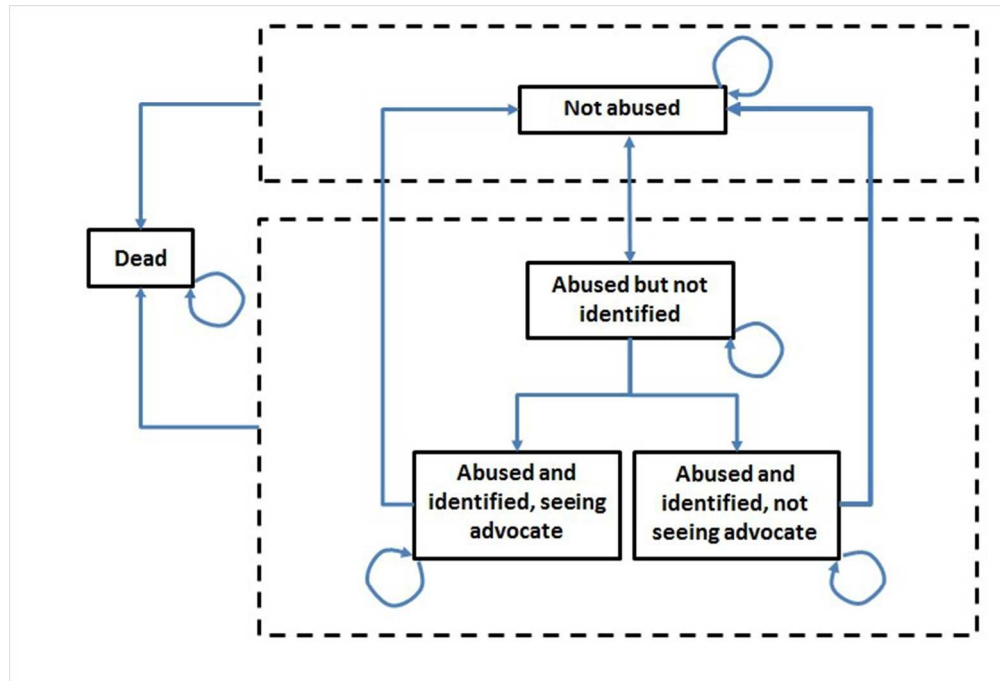 Not abused
Dead
Abused but not
identified
Abused and
identified, seeing
advocate
Abused and
identified, not
seeing advocate